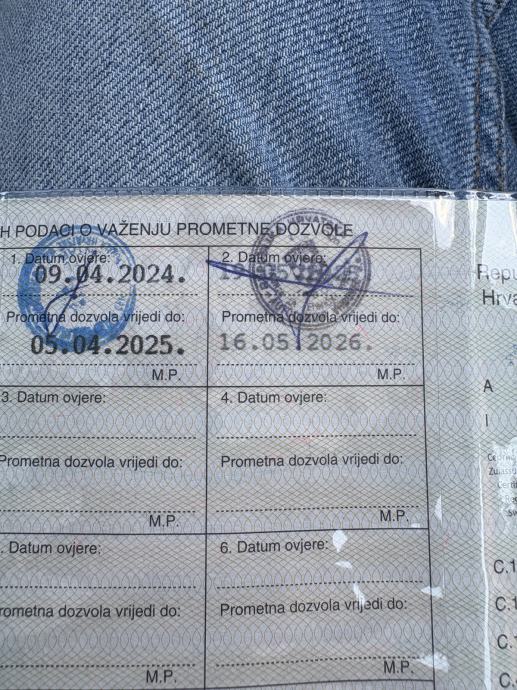 H PODACI O VAŽENJU PROMETNE DOZVOLE
1. Datum ovjere:
09.04.2024.
Prometna dozvola vrijedi do:
05.04.2025.
M.P.
2. Datum ovjere:
Prometna dozvola vrijedi do:
16.05.2026.
M.P.
3. Datum ovjere:
Prometna dozvola vrijedi do:
M.P.
4. Datum ovjere:
Prometna dozvola vrijedi do:
M.P.
. Datum ovjere:
rometna dozvola vrijedi do:
M.P.
6. Datum ovjere:
Prometna dozvola vrijedi do:
M.P.
Repu
Hrva
A
I
C.1
C.1
C.